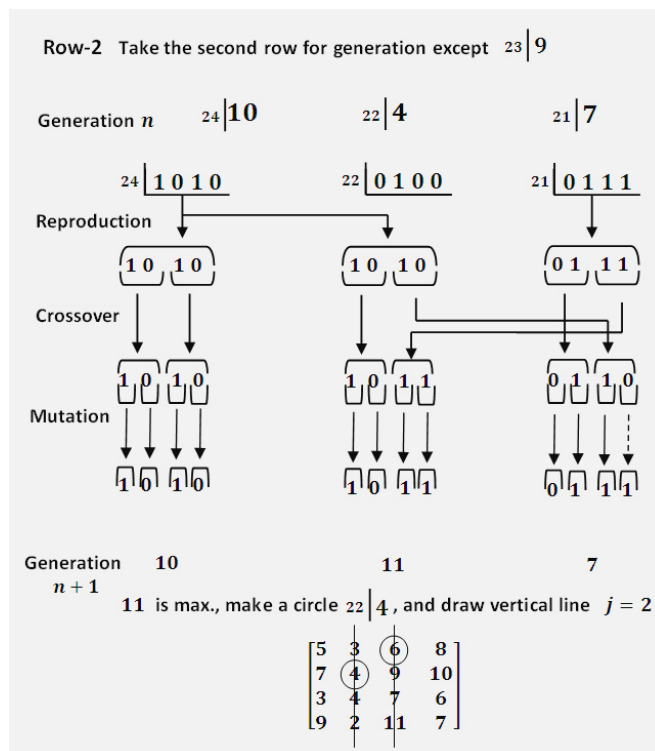 Row-2 Take the second row for generation except 23|9
Generation n 24|10 22|4 21|7
24|1 0 1 0 22|0 1 0 0 21|0 1 1 1
Reproduction
1 0 1 0 1 0 1 0 0 1 1 1
Crossover
1 0 1 0 1 0 1 1 0 1 1 0
Mutation
1 0 1 0 1 0 1 1 0 1 1 1
Generation 10 11 7
n + 1
11 is max., make a circle 22|4, and draw vertical line j = 2
5 3 6 8
7 4 9 10
3 4 7 6
9 2 11 7